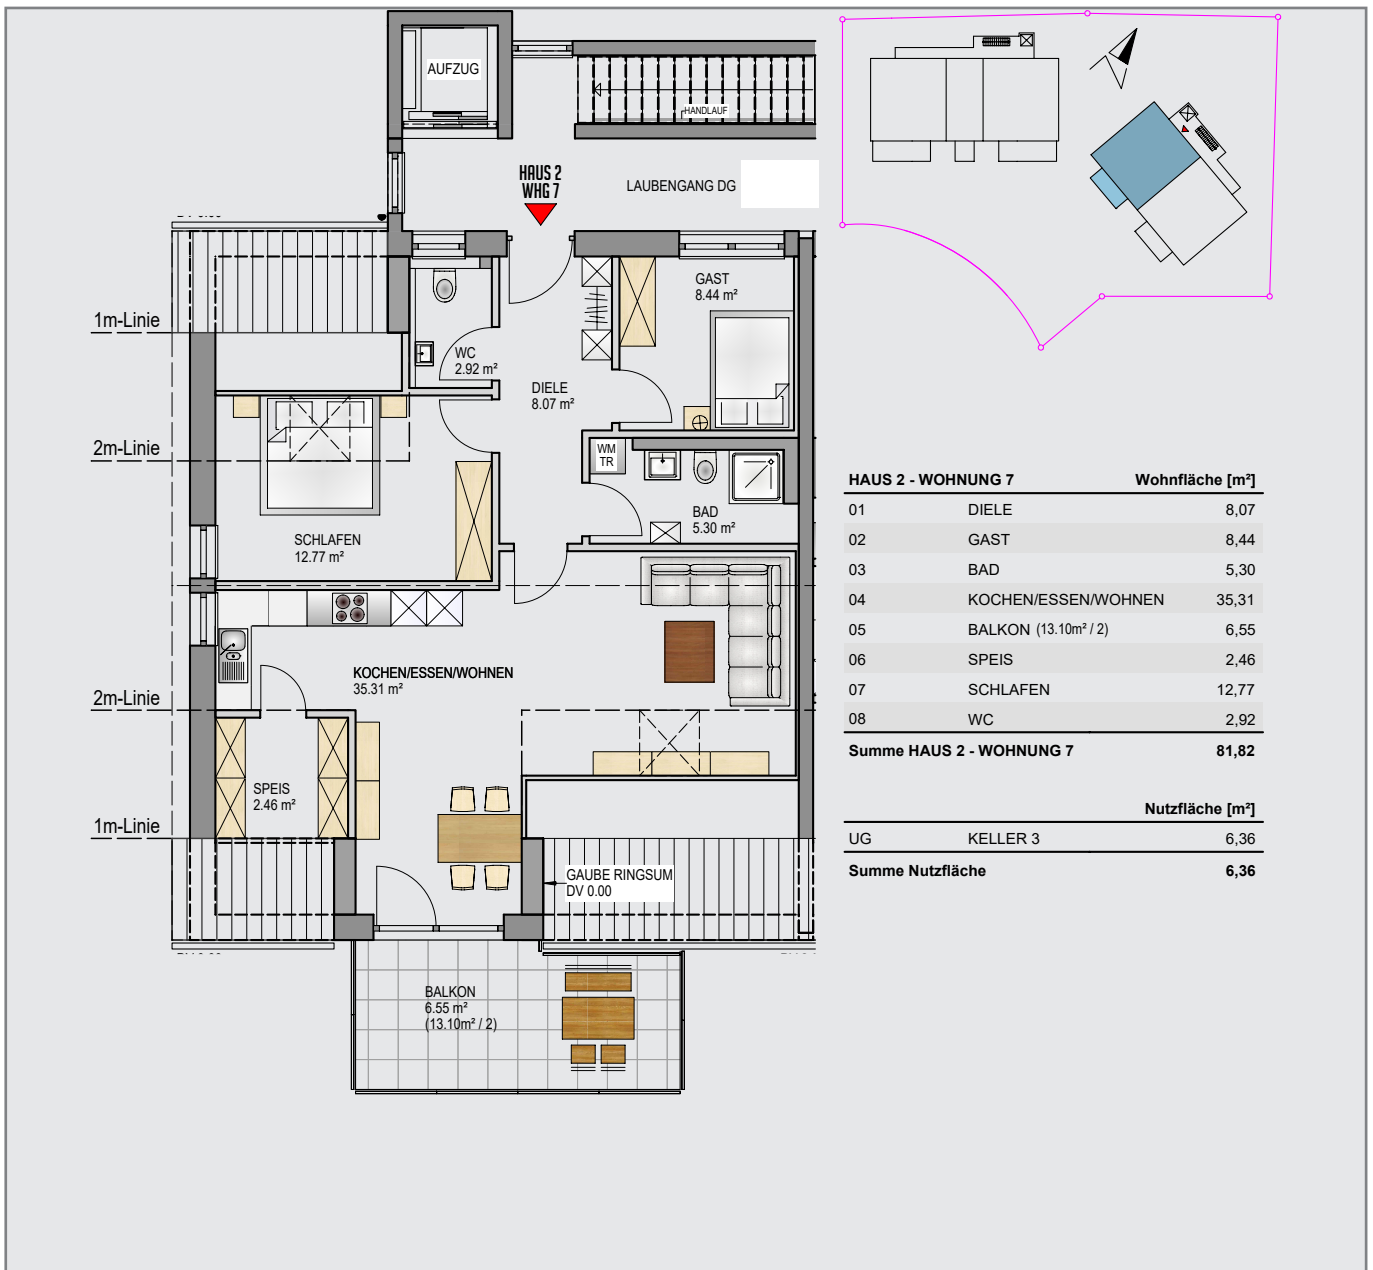 AUFZUG
HANDLAUF
HAUS 2
WHG 7
LAUBENGANG DG
GAST
8.44 m²
1m-Linie
WC
2.92 m²
DIELE
8.07 m²
2m-Linie
WM
TR
BAD
5.30 m²
SCHLAFEN
12.77 m²
KOCHEN/ESSEN/WOHNEN
35.31 m²
2m-Linie
SPEIS
2.46 m²
1m-Linie
GAUBE RINGSUM
DV 0.00
BALKON
6.55 m²
(13.10m² / 2)
HAUS 2 - WOHNUNG 7 Wohnfläche [m²]
01 DIELE 8,07
02 GAST 8,44
03 BAD 5,30
04 KOCHEN/ESSEN/WOHNEN 35,31
05 BALKON (13.10m² / 2) 6,55
06 SPEIS 2,46
07 SCHLAFEN 12,77
08 WC 2,92
Summe HAUS 2 - WOHNUNG 7 81,82
Nutzfläche [m²]
UG KELLER 3 6,36
Summe Nutzfläche 6,36